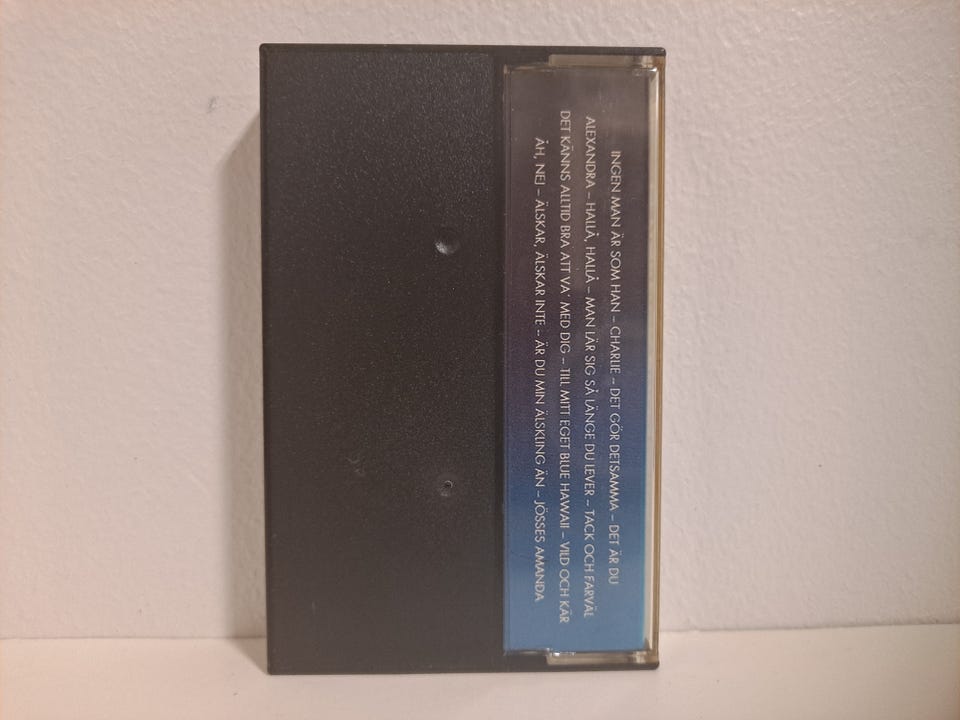 INGEN MAN ÄR SOM HAN – CHARLIE – DET GÖR DETSAMMA – DET ÄR DU
ALEXANDRA – HALLÅ, HALLÅ – MAN LÄR SIG SÅ LÄNGE DU LEVER – TACK OCH FARVÄL
DET KÄNNS ALLTID BRA ATT VA´ MED DIG – TILL MITT EGET BLUE HAWAII – VILD OCH KÄR
ÅH, NEJ – ÄLSKAR, ÄLSKAR INTE – ÄR DU MIN ÄLSKLING ÄN – JÖSSES AMANDA